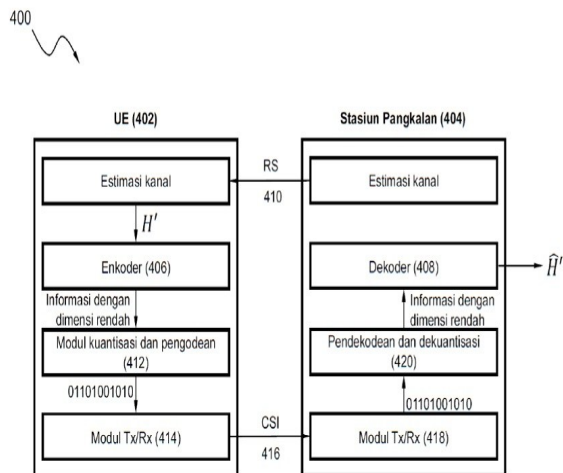 400
UE (402)
Stasiun Pangkalan (404)
Estimasi kanal
RS
410
Estimasi kanal
H'
Enkoder (406)
Dekoder (408)
Ĥ'
Informasi dengan
dimensi rendah
Informasi dengan
dimensi rendah
Modul kuantisasi dan pengodean
(412)
Pendekodean dan dekuantisasi
(420)
01101001010
01101001010
Modul Tx/Rx (414)
CSI
416
Modul Tx/Rx (418)